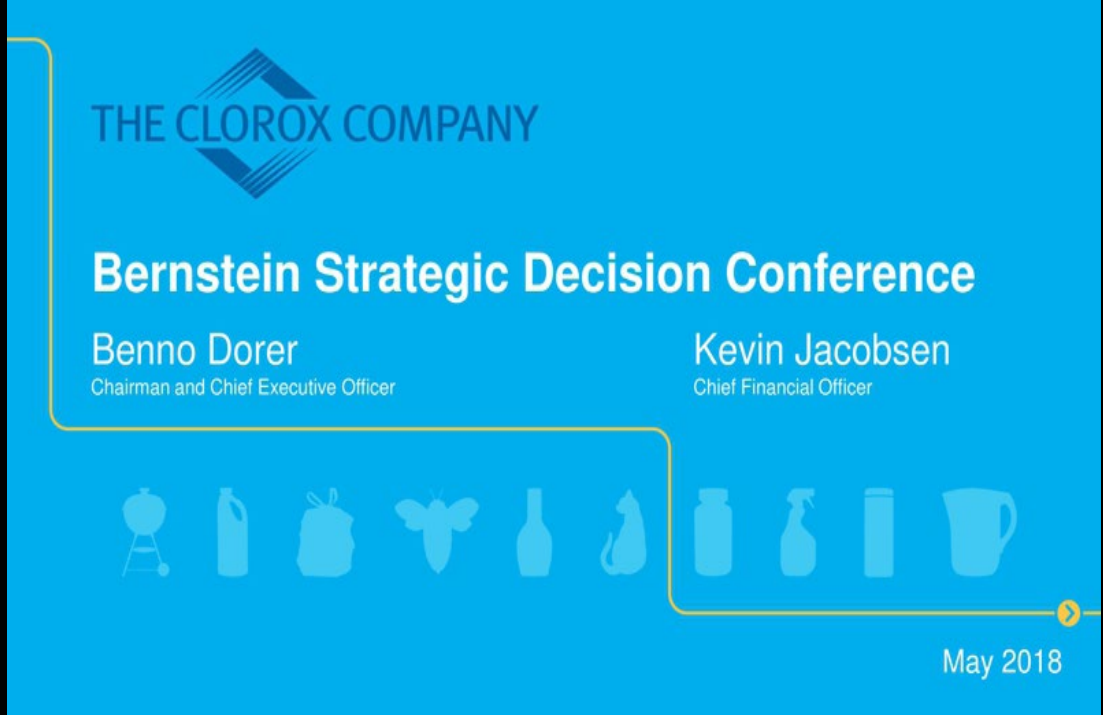 THE CLOROX COMPANY
Bernstein Strategic Decision Conference
Benno Dorer
Chairman and Chief Executive Officer
Kevin Jacobsen
Chief Financial Officer
May 2018